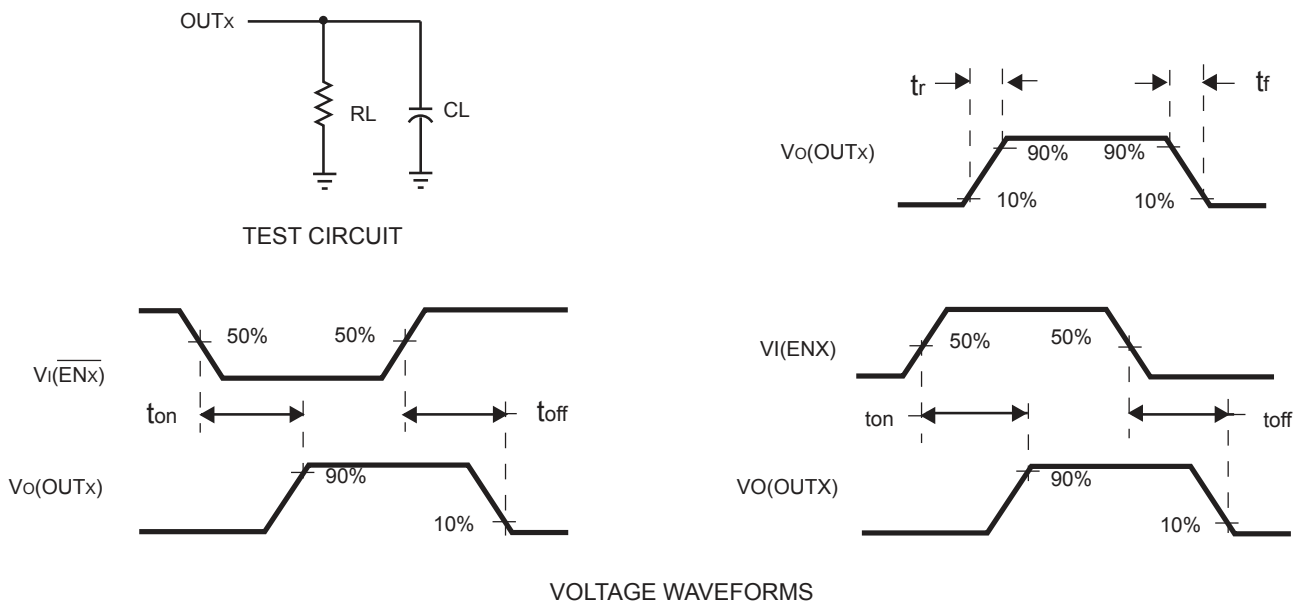 OUTx
RL
CL
TEST CIRCUIT
tr
tf
VO(OUTx)
90%
90%
10%
10%
50%
50%
VI(ENx)
ton
toff
VO(OUTx)
90%
10%
50%
50%
VI(ENX)
ton
toff
VO(OUTX)
90%
10%
VOLTAGE WAVEFORMS